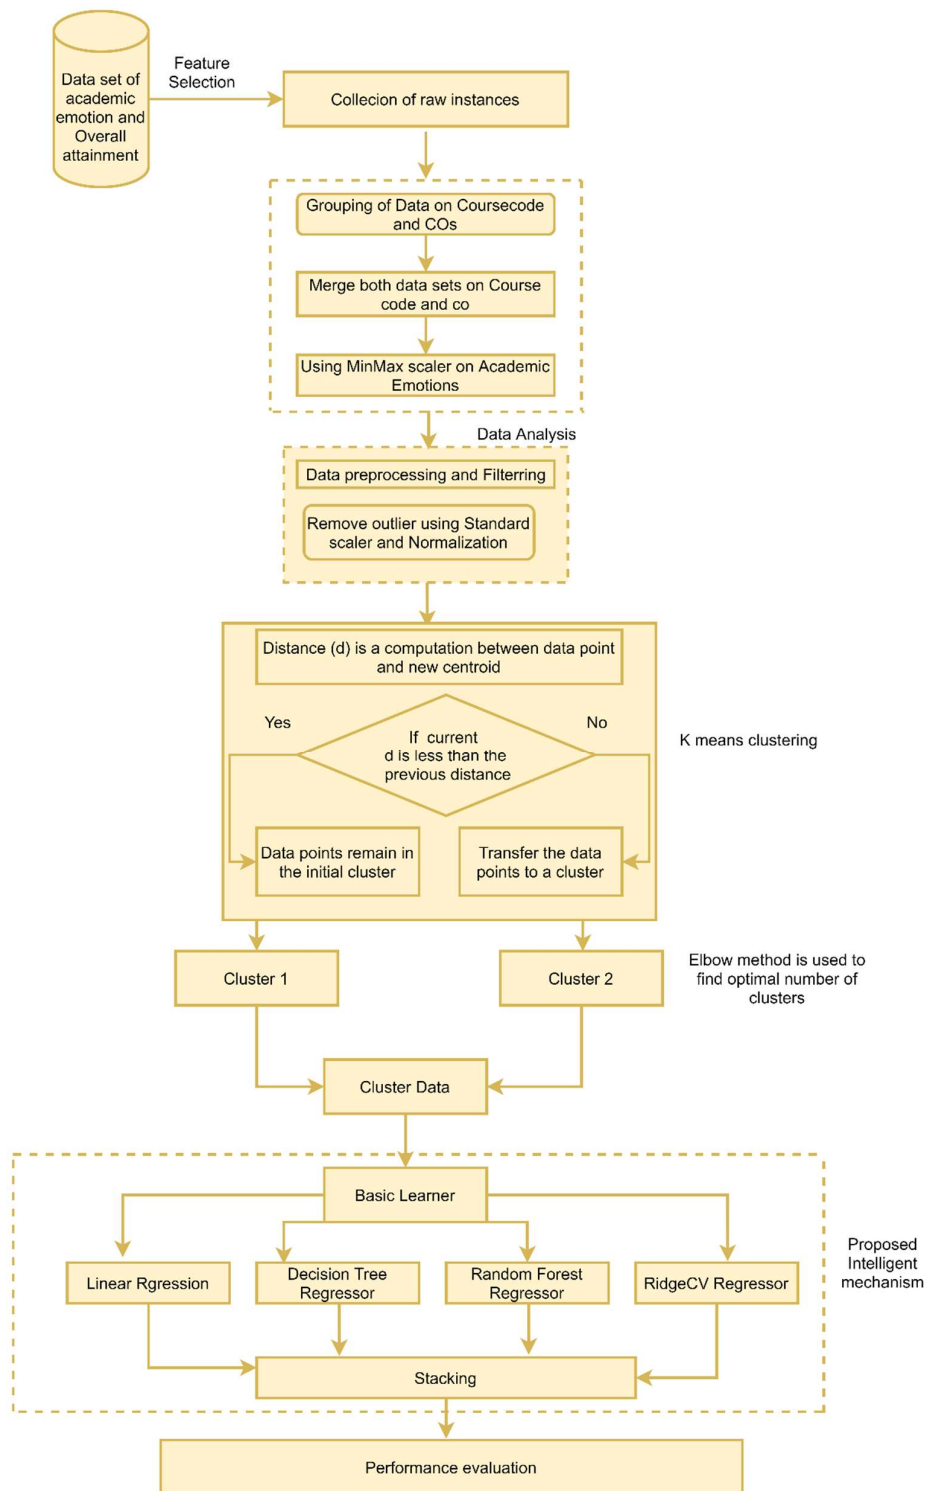 Data set of
academic
emotion and
Overall
attainment
Feature
Selection
Collecion of raw instances
Grouping of Data on Coursecode
and COs
Merge both data sets on Course
code and co
Using MinMax scaler on Academic
Emotions
Data Analysis
Data preprocessing and Filterring
Remove outlier using Standard
scaler and Normalization
Distance (d) is a computation between data point
and new centroid
Yes
No
If current
d is less than the
previous distance
K means clustering
Data points remain in
the initial cluster
Transfer the data
points to a cluster
Cluster 1
Cluster 2
Elbow method is used to
find optimal number of
clusters
Cluster Data
Basic Learner
Proposed
Intelligent
mechanism
Linear Rgression
Decision Tree
Regressor
Random Forest
Regressor
RidgeCV Regressor
Stacking
Performance evaluation